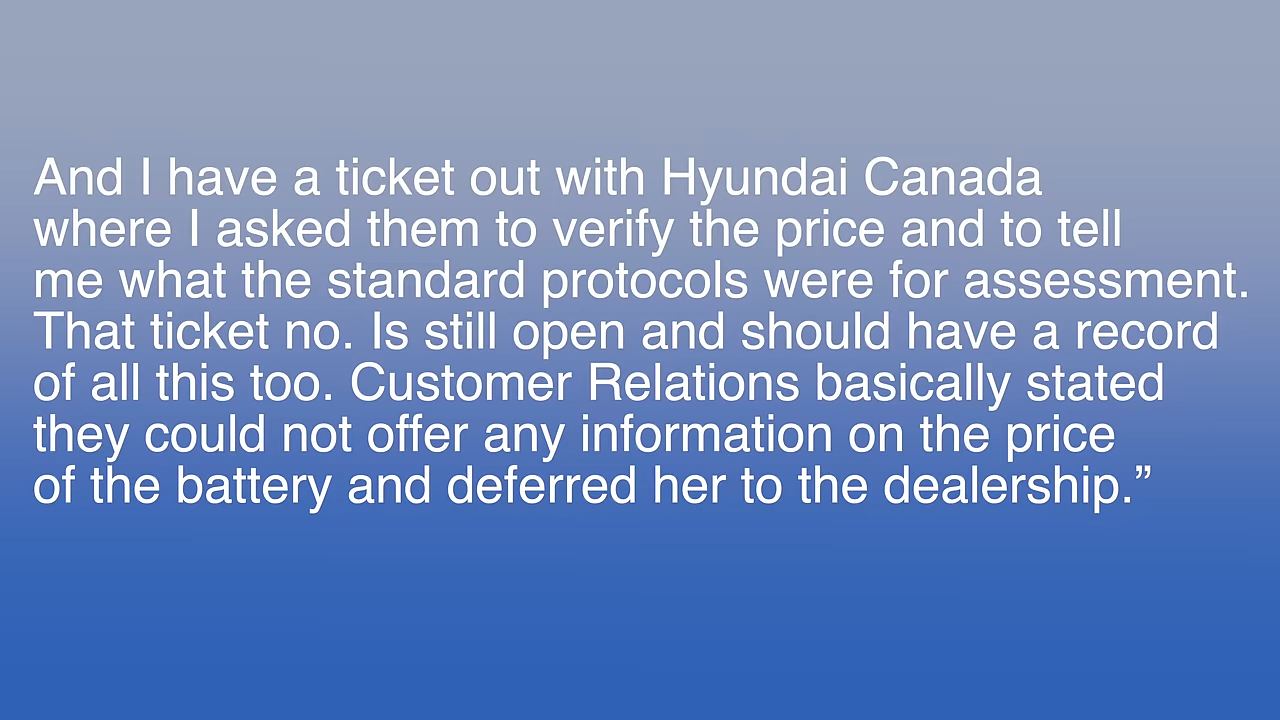 And I have a ticket out with Hyundai Canada
where I asked them to verify the price and to tell
me what the standard protocols were for assessment.
That ticket no. Is still open and should have a record
of all this too. Customer Relations basically stated
they could not offer any information on the price
of the battery and deferred her to the dealership.”